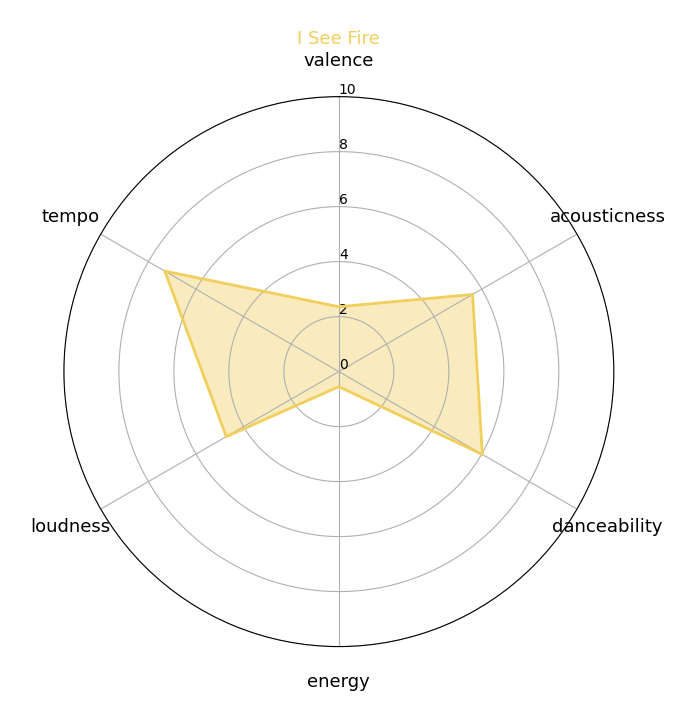 I See Fire
valence
10
8
tempo
6
acousticness
4
2
0
loudness
danceability
energy